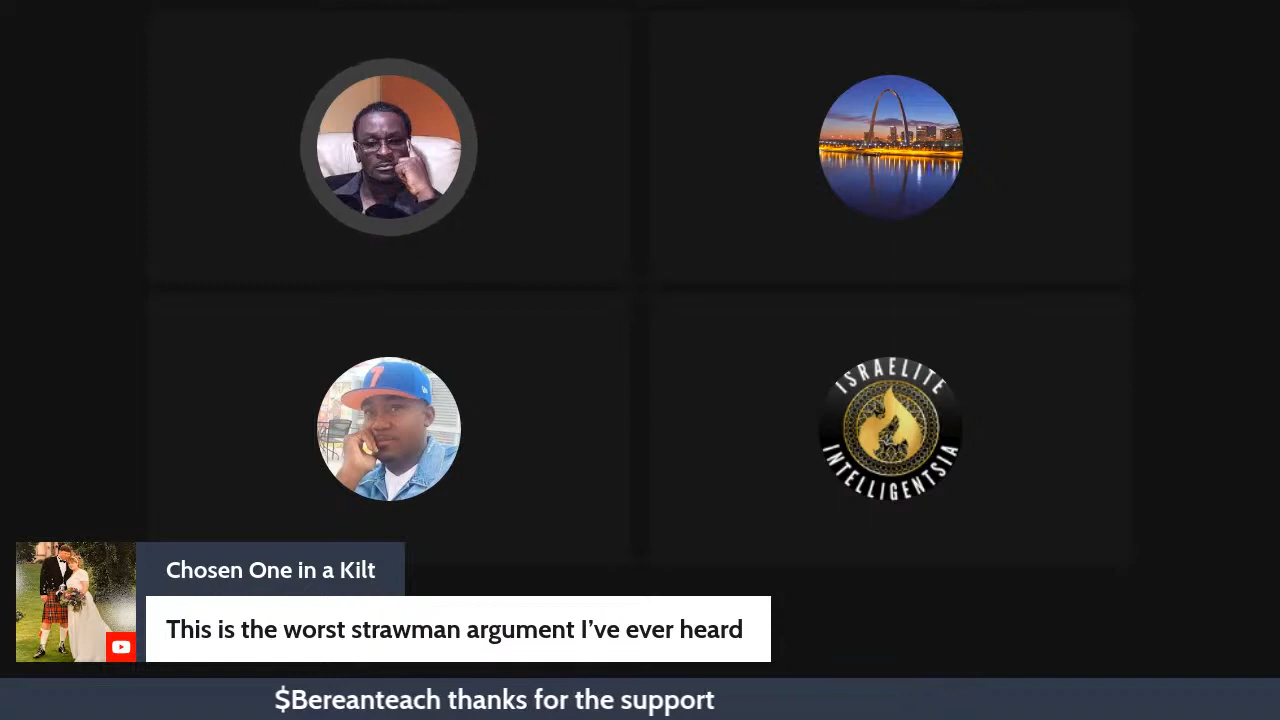 ISRAELITE
INTELLIGENTSIA
Chosen One in a Kilt
This is the worst strawman argument I’ve ever heard
$Bereanteach thanks for the support